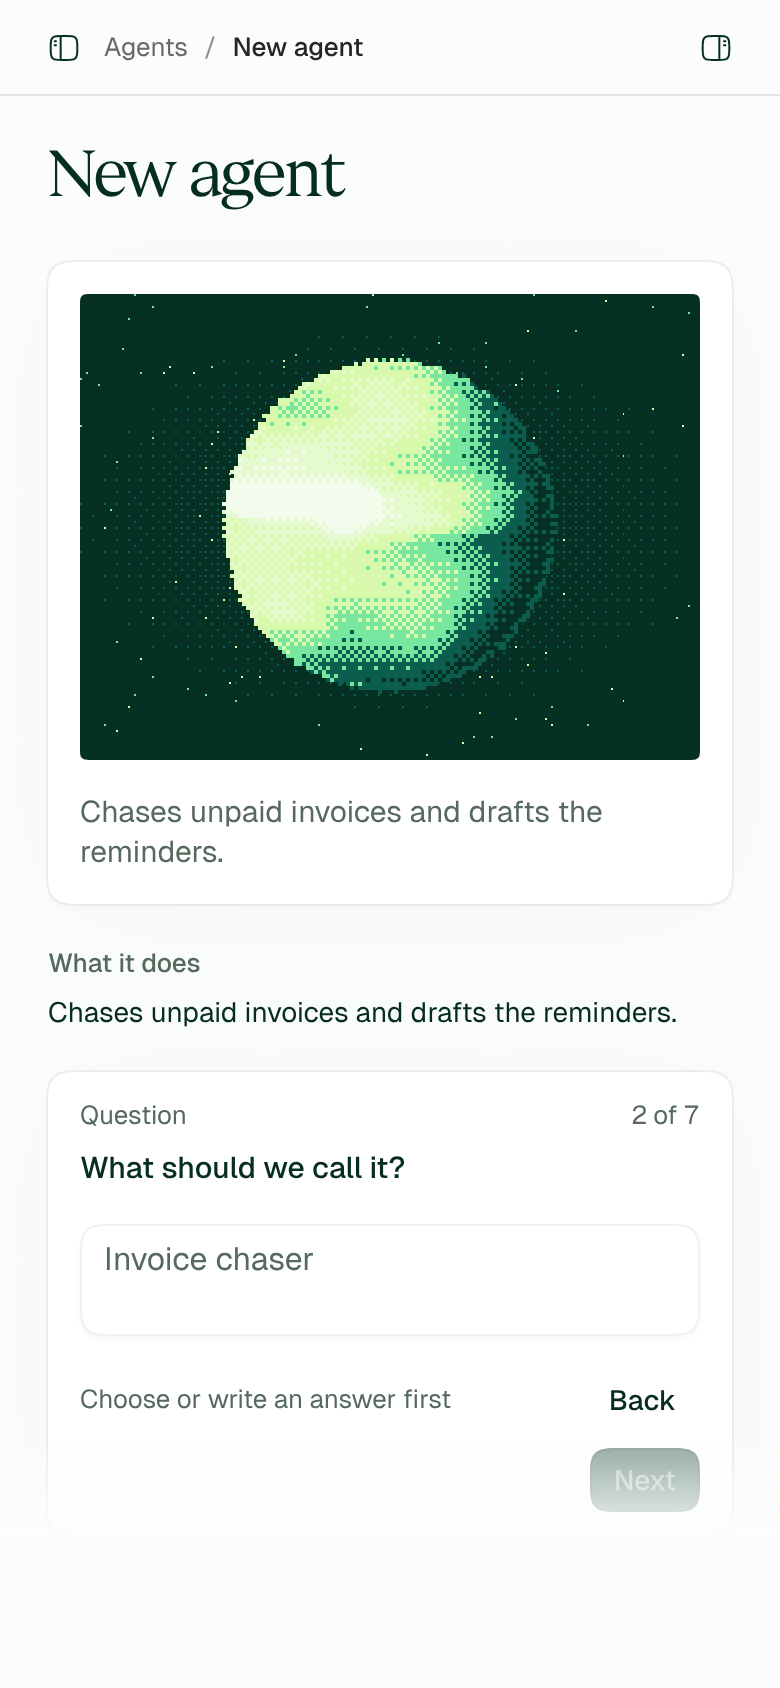 Agents / New agent
New agent
Chases unpaid invoices and drafts the
reminders.
What it does
Chases unpaid invoices and drafts the reminders.
Question 2 of 7
What should we call it?
Invoice chaser
Choose or write an answer first Back
Next